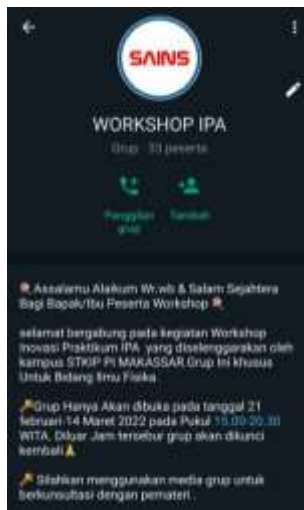 SAINS
WORKSHOP IPA
Grup · 33 peserta
Panggilan Tambah
grup
Assalamu Alaikum Wr.wb & Salam Sejahtera
Bagi Bapak/Ibu Peserta Workshop
selamat bergabung pada kegiatan Workshop
Inovasi Praktikum IPA yang diselenggarakan oleh
kampus STKIP PI MAKASSAR.Grup Ini khusus
Untuk Bidang Ilmu Fisika
Grup Hanya Akan dibuka pada tanggal 21
februari-14 Maret 2022 pada Pukul 15.00-20.30
WITA. Diluar Jam tersebut grup akan dikunci
kembali
Silahkan menggunakan media grup untuk
berkonsultasi dengan pemateri.